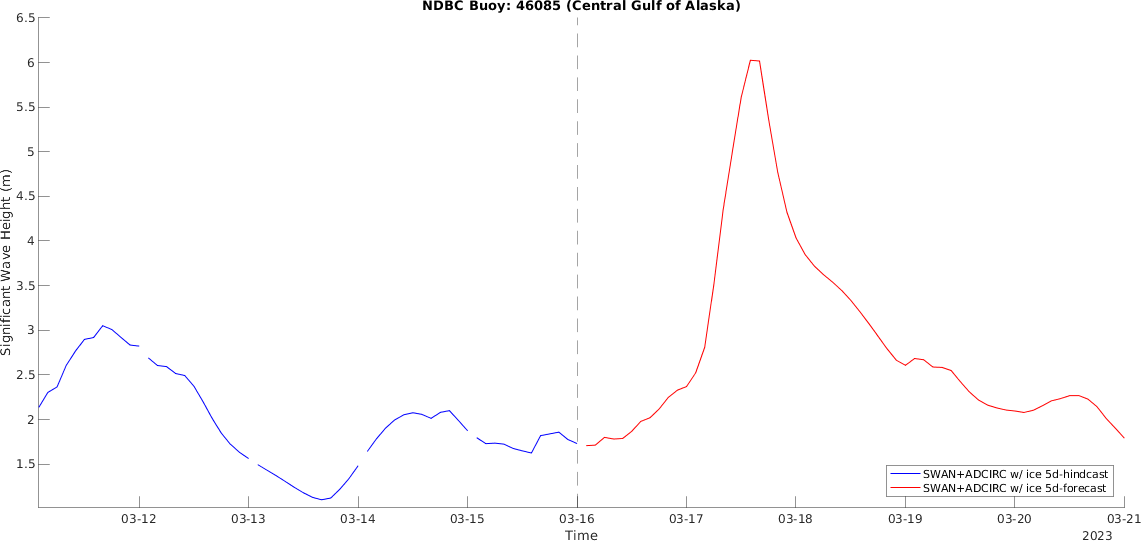 NDBC Buoy: 46085 (Central Gulf of Alaska)
Significant Wave Height (m)
6.5
6
5.5
5
4.5
4
3.5
3
2.5
2
1.5
SWAN+ADCIRC w/ ice 5d-hindcast
SWAN+ADCIRC w/ ice 5d-forecast
03-12 03-13 03-14 03-15 03-16 03-17 03-18 03-19 03-20 03-21
Time
2023